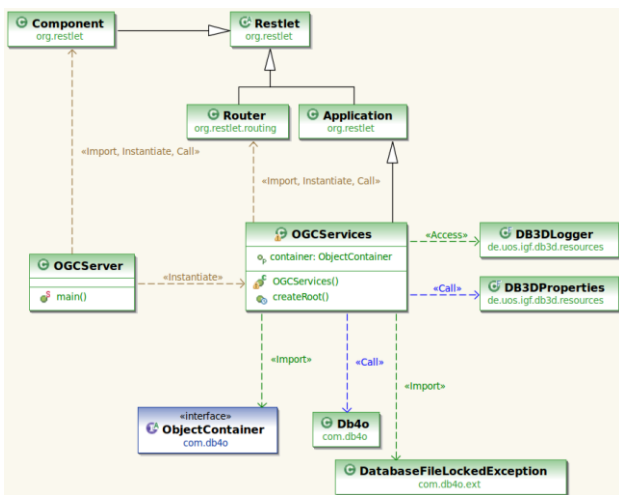 Component
org.restlet
Restlet
org.restlet
Router
org.restlet.routing
Application
org.restlet
«Import, Instantiate, Call»
«Import, Instantiate, Call»
OGCServices
container: ObjectContainer
OGCServices()
createRoot()
«Access»
DB3DLogger
de.uos.igf.db3d.resources
OGCServer
main()
«Instantiate»
«Call»
DB3DProperties
de.uos.igf.db3d.resources
«Import»
«Call»
«Import»
«interface»
ObjectContainer
com.db4o
Db4o
com.db4o
DatabaseFileLockedException
com.db4o.ext